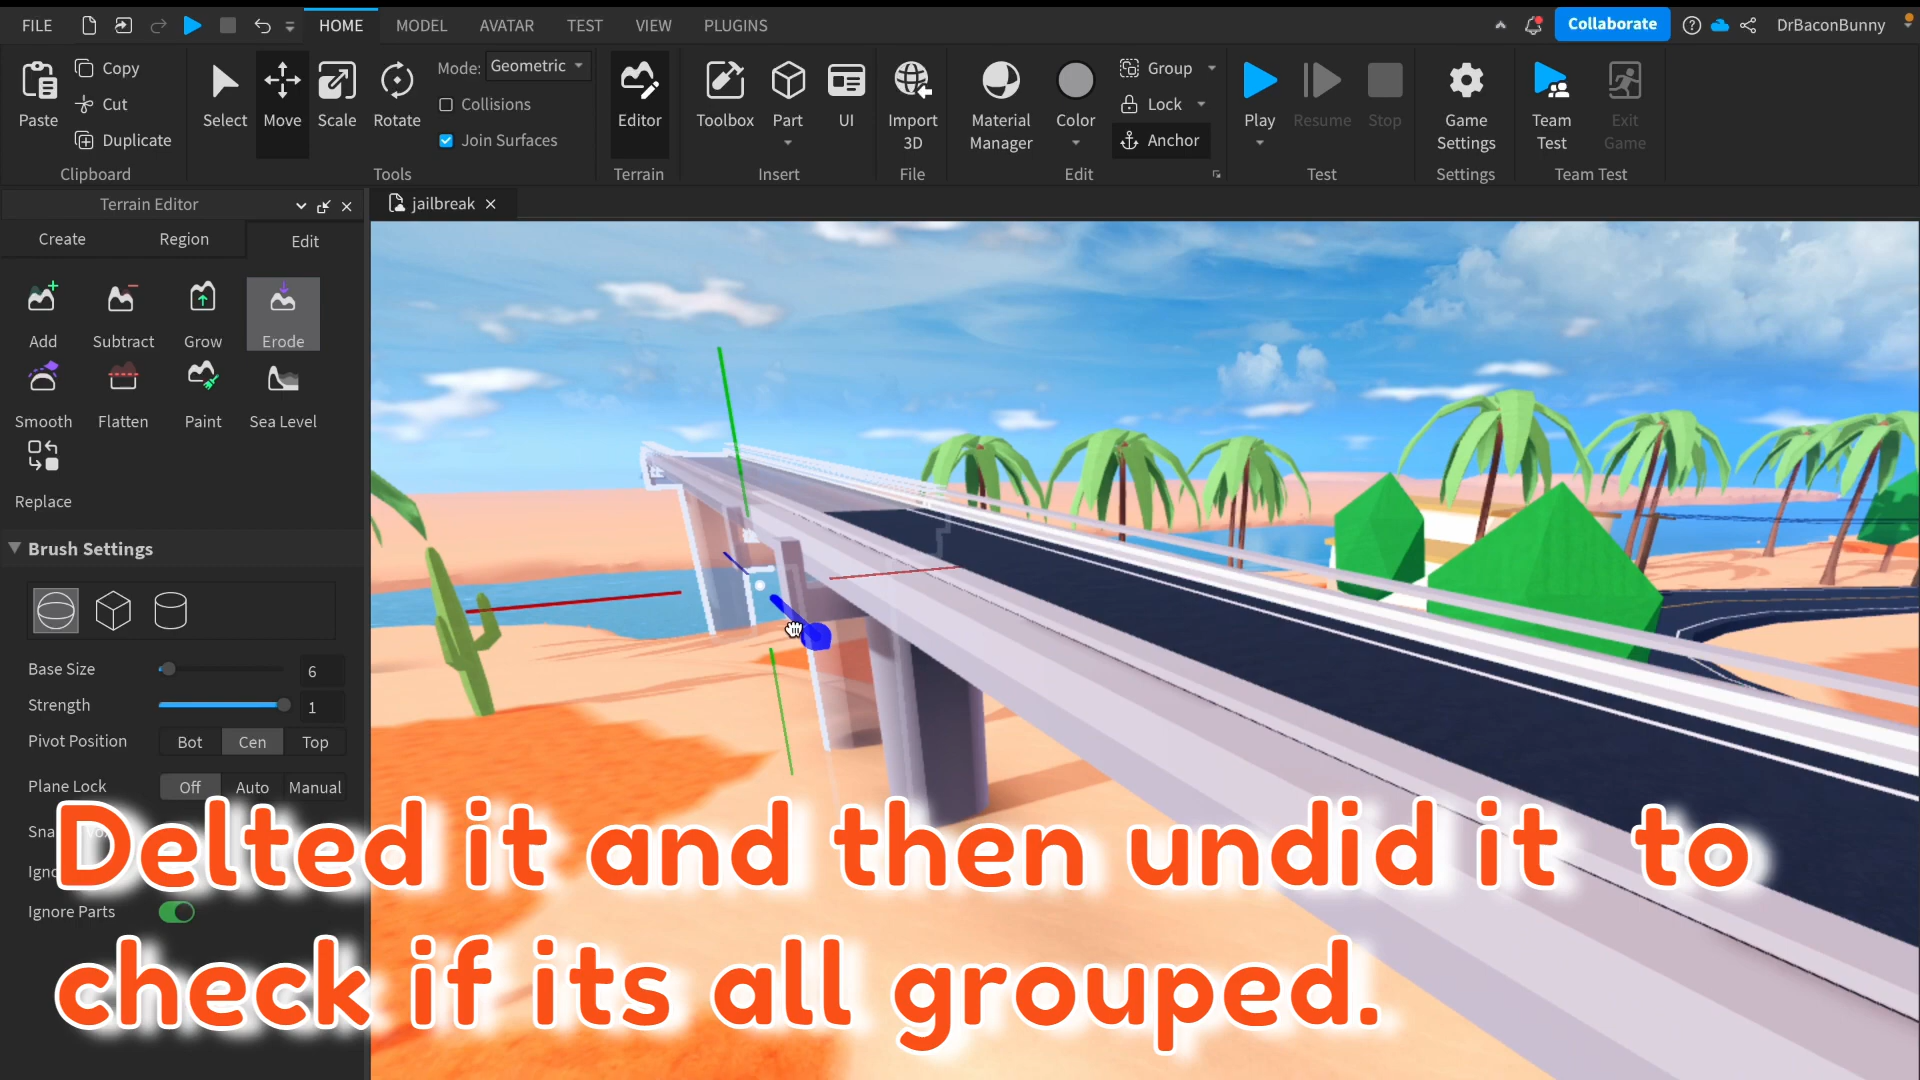 FILE HOME MODEL AVATAR TEST VIEW PLUGINS Collaborate DrBaconBunny
Paste Copy Cut Duplicate
Clipboard
Select Move Scale Rotate Mode: Geometric
Collisions
Join Surfaces
Tools
Editor
Terrain
Toolbox Part UI
Insert
Import 3D
File
Material Manager Color Group Lock Anchor
Edit
Play Resume Stop
Test
Game Settings
Settings
Team Test Exit Game
Team Test
Terrain Editor
jailbreak
Create Region Edit
Add Subtract Grow Erode
Smooth Flatten Paint Sea Level
Replace
Brush Settings
Base Size 6
Strength 1
Pivot Position Bot Cen Top
Plane Lock Off Auto Manual
Ignore Parts
Delted it and then undid it to
check if its all grouped.